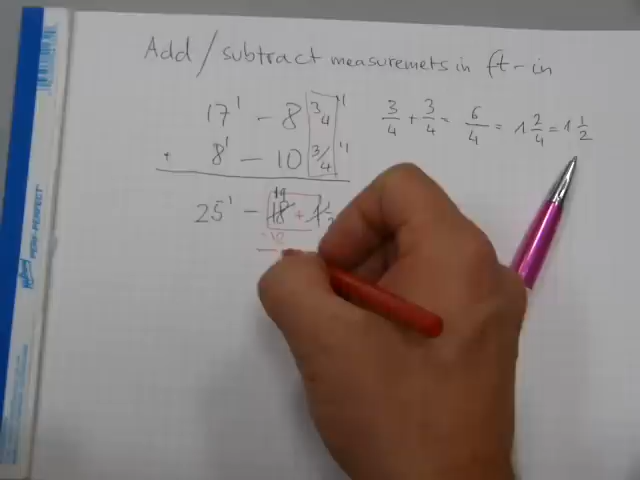 Add / subtract measuremets in ft-in
17' - 8 3/4"
3/4 + 3/4 = 6/4 = 1 2/4 = 1 1/2
+ 8' - 10 3/4"
19
25' - 18 + 1